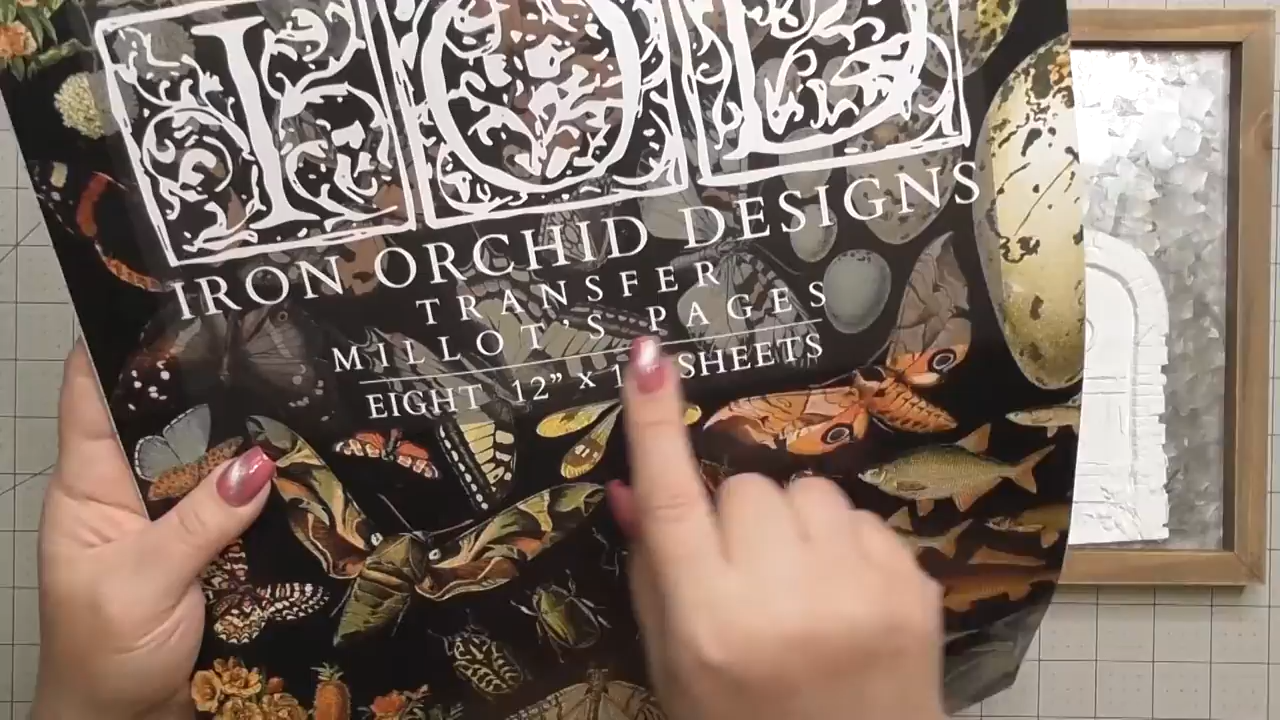 IOD
IRON ORCHID DESIGNS
TRANSFER
MILLOT'S PAGES
EIGHT 12” x SHEETS